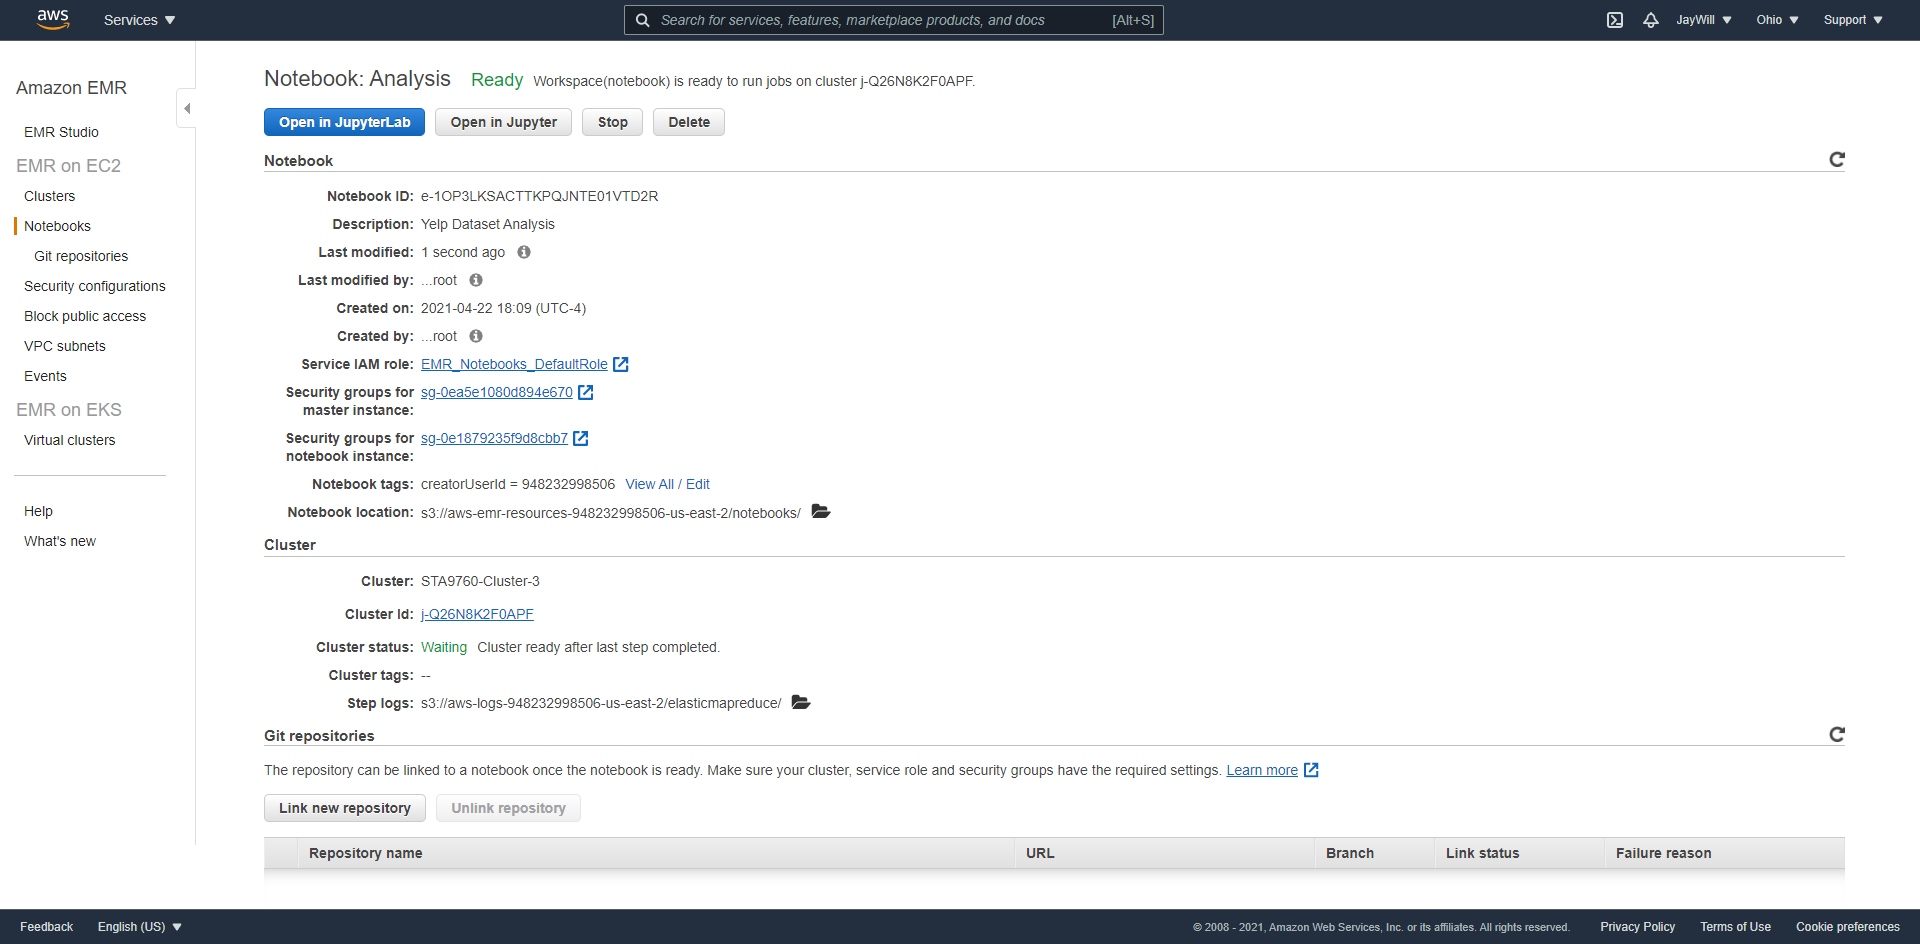 aws
Services
Search for services, features, marketplace products, and docs [Alt+S]
JayWill
Ohio
Support
Amazon EMR
EMR Studio
EMR on EC2
Clusters
Notebooks
Git repositories
Security configurations
Block public access
VPC subnets
Events
EMR on EKS
Virtual clusters
Help
What's new
Notebook: Analysis Ready Workspace(notebook) is ready to run jobs on cluster j-Q26N8K2F0APF.
Open in JupyterLab
Open in Jupyter
Stop
Delete
Notebook
Notebook ID: e-1OP3LKSACTTKPQJNTE01VTD2R
Description: Yelp Dataset Analysis
Last modified: 1 second ago
Last modified by: ...root
Created on: 2021-04-22 18:09 (UTC-4)
Created by: ...root
Service IAM role: EMR_Notebooks_DefaultRole
Security groups for sg-0ea5e1080d894e670
master instance:
Security groups for sg-0e1879235f9d8cbb7
notebook instance:
Notebook tags: creatorUserId = 948232998506 View All / Edit
Notebook location: s3://aws-emr-resources-948232998506-us-east-2/notebooks/
Cluster
Cluster: STA9760-Cluster-3
Cluster Id: j-Q26N8K2F0APF
Cluster status: Waiting Cluster ready after last step completed.
Cluster tags: --
Step logs: s3://aws-logs-948232998506-us-east-2/elasticmapreduce/
Git repositories
The repository can be linked to a notebook once the notebook is ready. Make sure your cluster, service role and security groups have the required settings. Learn more
Link new repository
Unlink repository
Repository name URL Branch Link status Failure reason
Feedback
English (US)
© 2008 - 2021, Amazon Web Services, Inc. or its affiliates. All rights reserved.
Privacy Policy
Terms of Use
Cookie preferences